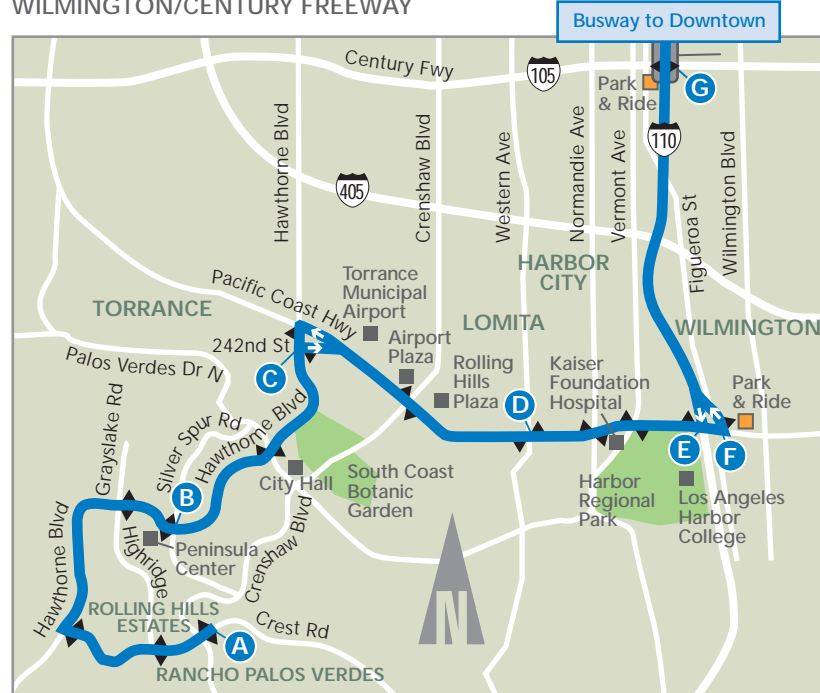 WILMINGTON/CENTURY FREEWAY
Busway to Downtown
Century Fwy
105
Park
& Ride
G
110
405
Hawthorne Blvd
Crenshaw Blvd
Western Ave
Normandie Ave
Vermont Ave
Figueroa St
Wilmington Blvd
HARBOR
CITY
Pacific Coast Hwy
Torrance
Municipal
Airport
TORRANCE
LOMITA
WILMINGTON
242nd St
Airport
Plaza
Palos Verdes Dr N
C
Rolling
Hills
Plaza
Kaiser
Foundation
Hospital
Park
& Ride
D
Grayslake Rd
Silver Spur Rd
Hawthorne Blvd
E
F
City Hall
South Coast
Botanic
Garden
Harbor
Regional
Park
Los Angeles
Harbor
College
B
Hawthorne Blvd
Highridge
Peninsula
Center
Crenshaw Blvd
N
ROLLING HILLS
ESTATES
Crest Rd
A
RANCHO PALOS VERDES